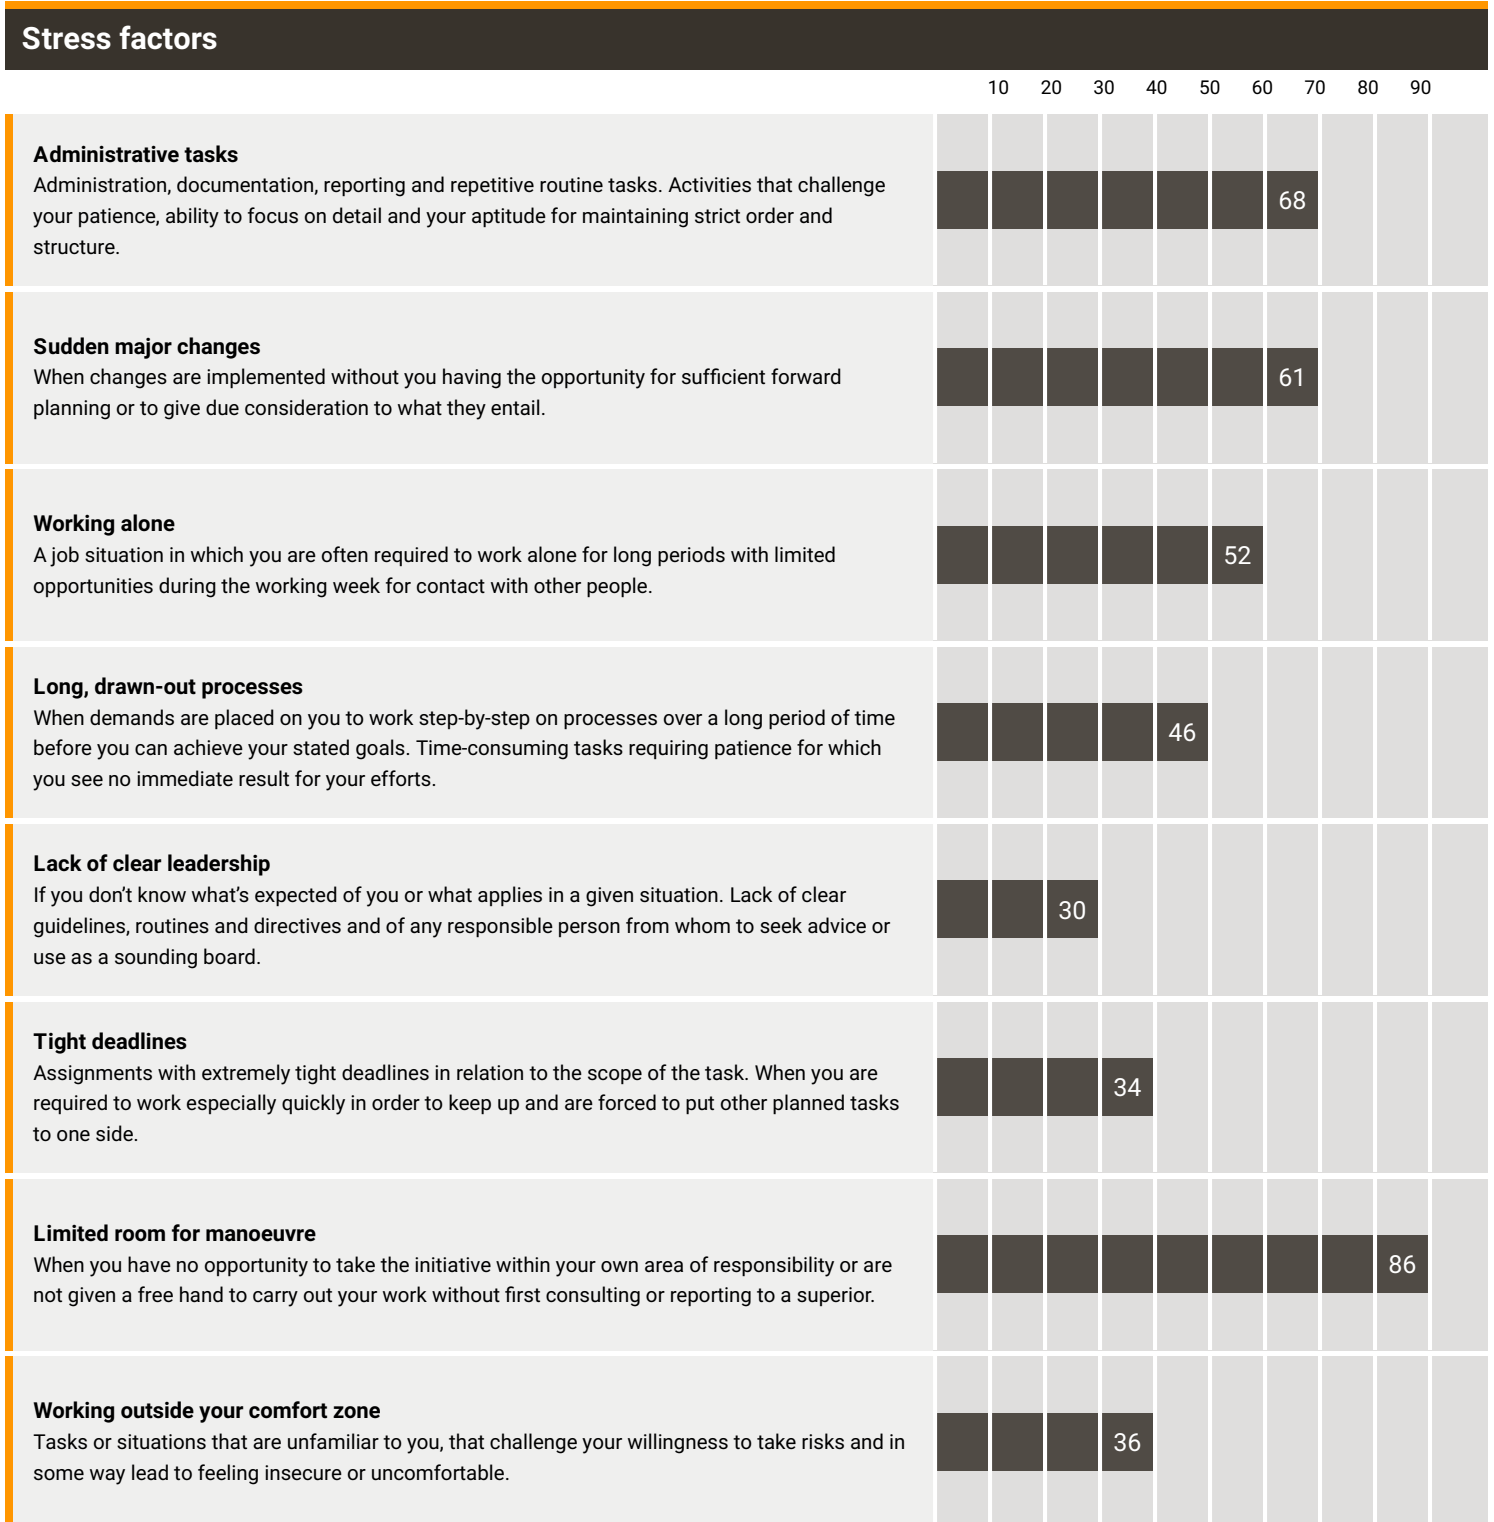 Stress factors
10 20 30 40 50 60 70 80 90
Administrative tasks
Administration, documentation, reporting and repetitive routine tasks. Activities that challenge
your patience, ability to focus on detail and your aptitude for maintaining strict order and
structure.
68
Sudden major changes
When changes are implemented without you having the opportunity for sufficient forward
planning or to give due consideration to what they entail.
61
Working alone
A job situation in which you are often required to work alone for long periods with limited
opportunities during the working week for contact with other people.
52
Long, drawn-out processes
When demands are placed on you to work step-by-step on processes over a long period of time
before you can achieve your stated goals. Time-consuming tasks requiring patience for which
you see no immediate result for your efforts.
46
Lack of clear leadership
If you don’t know what’s expected of you or what applies in a given situation. Lack of clear
guidelines, routines and directives and of any responsible person from whom to seek advice or
use as a sounding board.
30
Tight deadlines
Assignments with extremely tight deadlines in relation to the scope of the task. When you are
required to work especially quickly in order to keep up and are forced to put other planned tasks
to one side.
34
Limited room for manoeuvre
When you have no opportunity to take the initiative within your own area of responsibility or are
not given a free hand to carry out your work without first consulting or reporting to a superior.
86
Working outside your comfort zone
Tasks or situations that are unfamiliar to you, that challenge your willingness to take risks and in
some way lead to feeling insecure or uncomfortable.
36